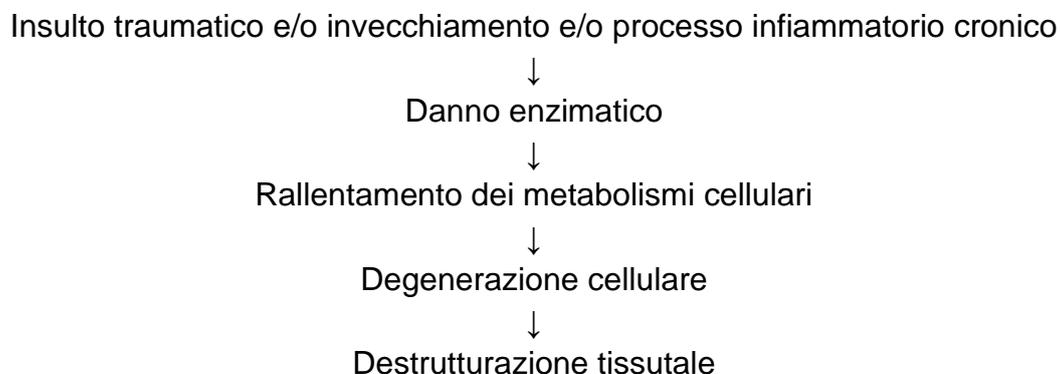 Insulto traumatico e/o invecchiamento e/o processo infiammatorio cronico
↓
Danno enzimatico
↓
Rallentamento dei metabolismi cellulari
↓
Degenerazione cellulare
↓
Destrutturazione tissutale